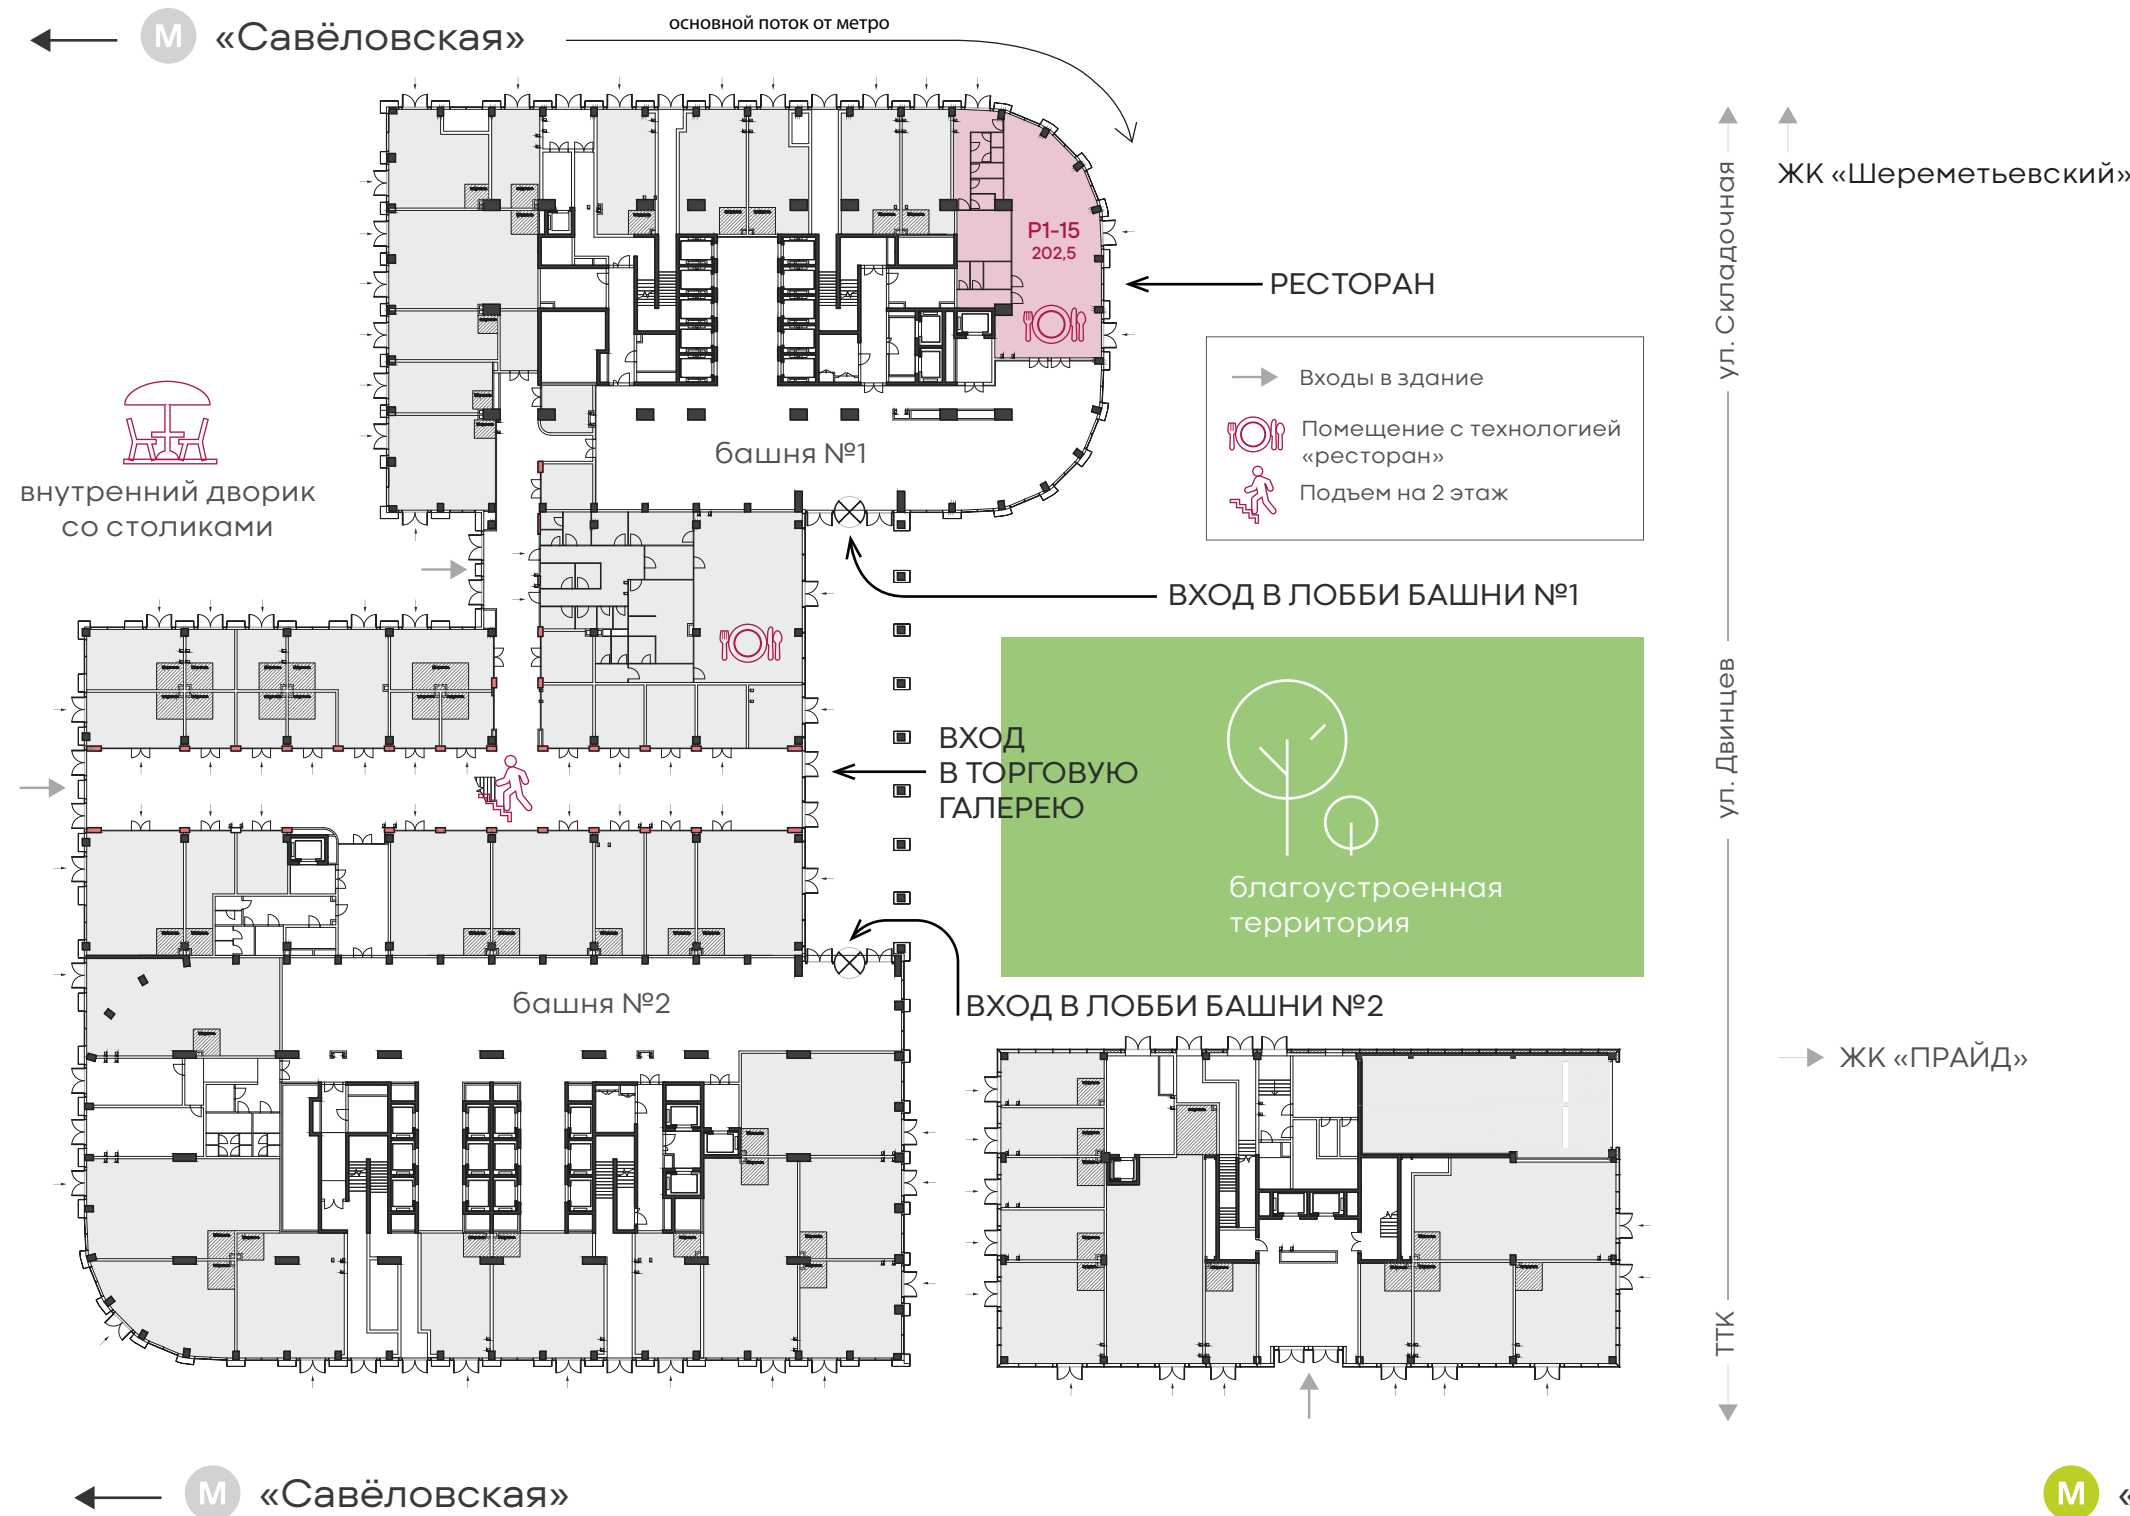 М «Савёловская»
основной поток от метро
ул. Складочная
ЖК «Шереметьевский»
Р1-15
202,5
РЕСТОРАН
Входы в здание
Помещение с технологией
«ресторан»
Подъем на 2 этаж
башня №1
внутренний дворик
со столиками
ВХОД В ЛОББИ БАШНИ №1
ул. Двинцев
ВХОД
В ТОРГОВУЮ
ГАЛЕРЕЮ
благоустроенная
территория
башня №2
ВХОД В ЛОББИ БАШНИ №2
ЖК «ПРАЙД»
ТТК
М «Савёловская»
М «